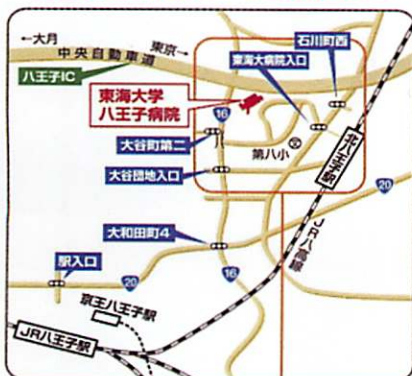 ←大月
東京→
中央自動車道
八王子IC
石川町西
東海大病院入口
東海大学
八王子病院
16
大谷町第二
第八小
文
北八王子駅
大谷団地入口
20
大和田町4
JR八高線
駅入口
20
16
京王八王子駅
JR八王子駅